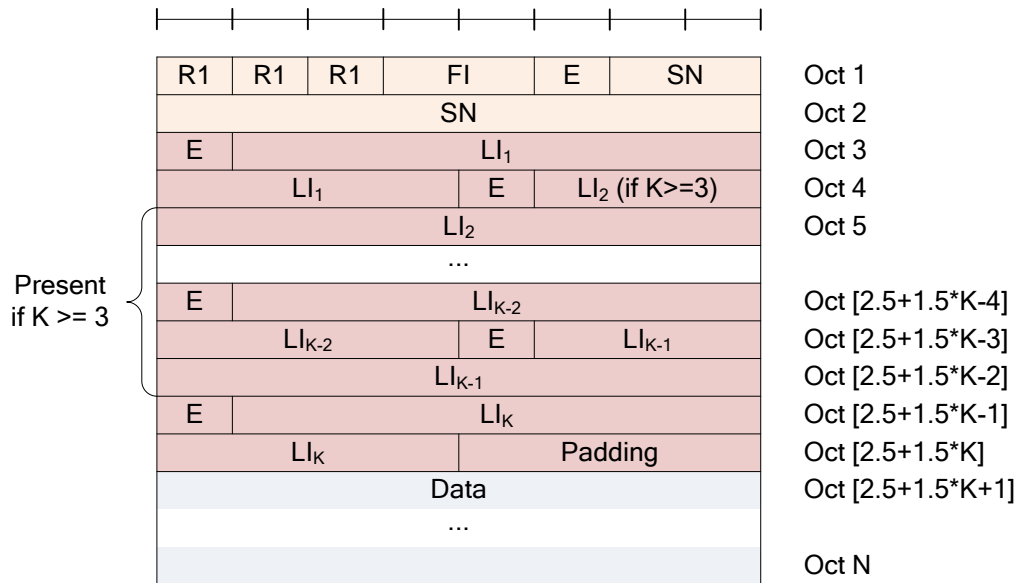 R1 R1 R1 FI E SN Oct 1
SN Oct 2
E LI1 Oct 3
LI1 E LI2 (if K>=3) Oct 4
LI2 Oct 5
...
Present
if K >= 3
E LIK-2 Oct [2.5+1.5*K-4]
LIK-2 E LIK-1 Oct [2.5+1.5*K-3]
LIK-1 Oct [2.5+1.5*K-2]
E LIK Oct [2.5+1.5*K-1]
LIK Padding Oct [2.5+1.5*K]
Data Oct [2.5+1.5*K+1]
...
Oct N